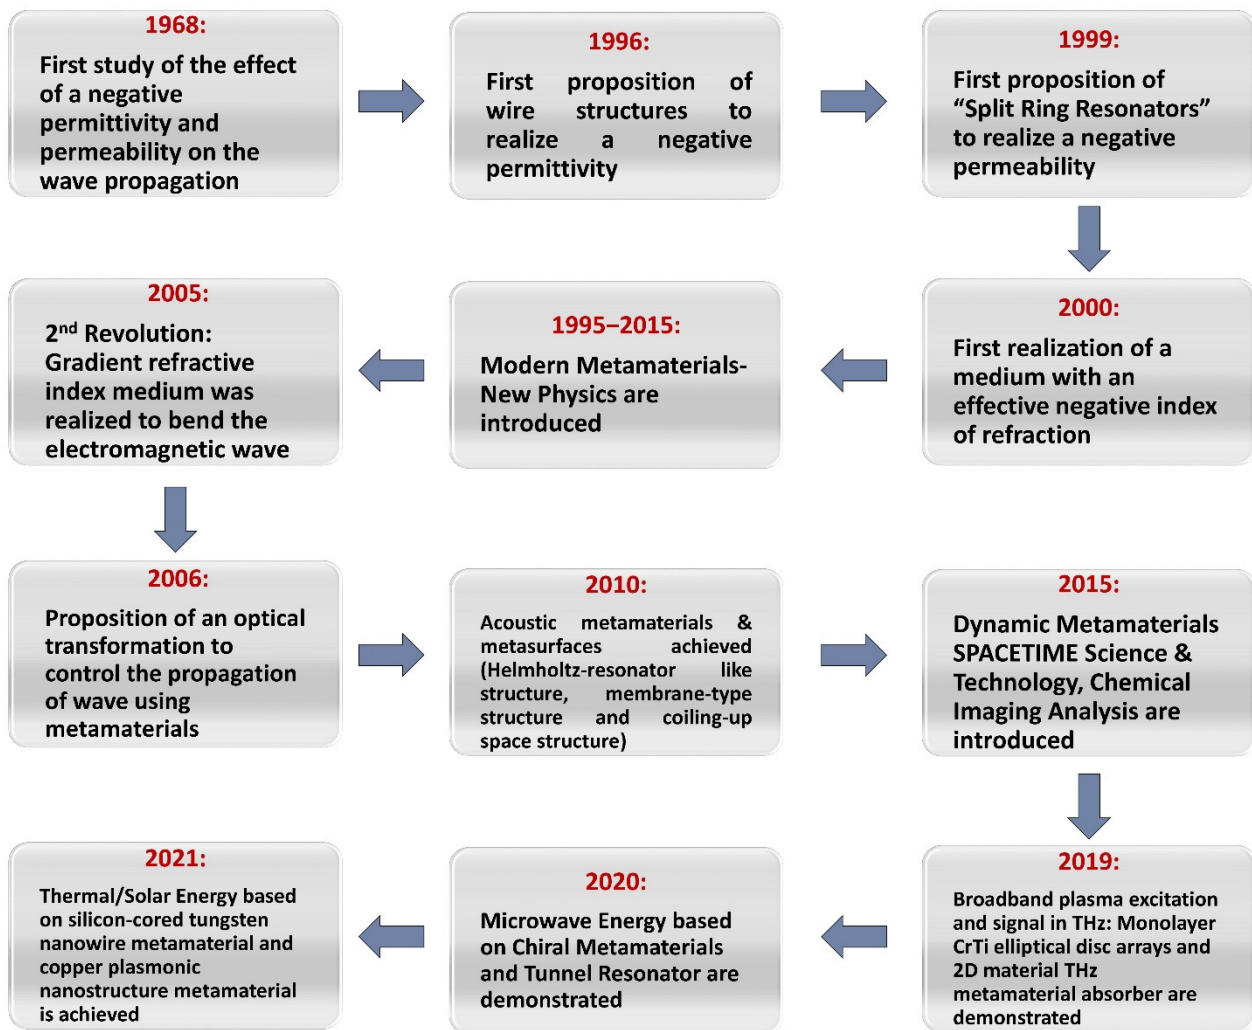 1968:
First study of the effect
of a negative
permittivity and
permeability on the
wave propagation
1996:
First proposition of
wire structures to
realize a negative
permittivity
1999:
First proposition of
“Split Ring Resonators”
to realize a negative
permeability
2000:
First realization of a
medium with an
effective negative index
of refraction
1995–2015:
Modern Metamaterials-
New Physics are
introduced
2005:
2nd Revolution:
Gradient refractive
index medium was
realized to bend the
electromagnetic wave
2006:
Proposition of an optical
transformation to
control the propagation
of wave using
metamaterials
2010:
Acoustic metamaterials &
metasurfaces achieved
(Helmholtz-resonator like
structure, membrane-type
structure and coiling-up
space structure)
2015:
Dynamic Metamaterials
SPACETIME Science &
Technology, Chemical
Imaging Analysis are
introduced
2019:
Broadband plasma excitation
and signal in THz: Monolayer
CrTi elliptical disc arrays and
2D material THz
metamaterial absorber are
demonstrated
2020:
Microwave Energy based
on Chiral Metamaterials
and Tunnel Resonator are
demonstrated
2021:
Thermal/Solar Energy based
on silicon-cored tungsten
nanowire metamaterial and
copper plasmonic
nanostructure metamaterial
is achieved